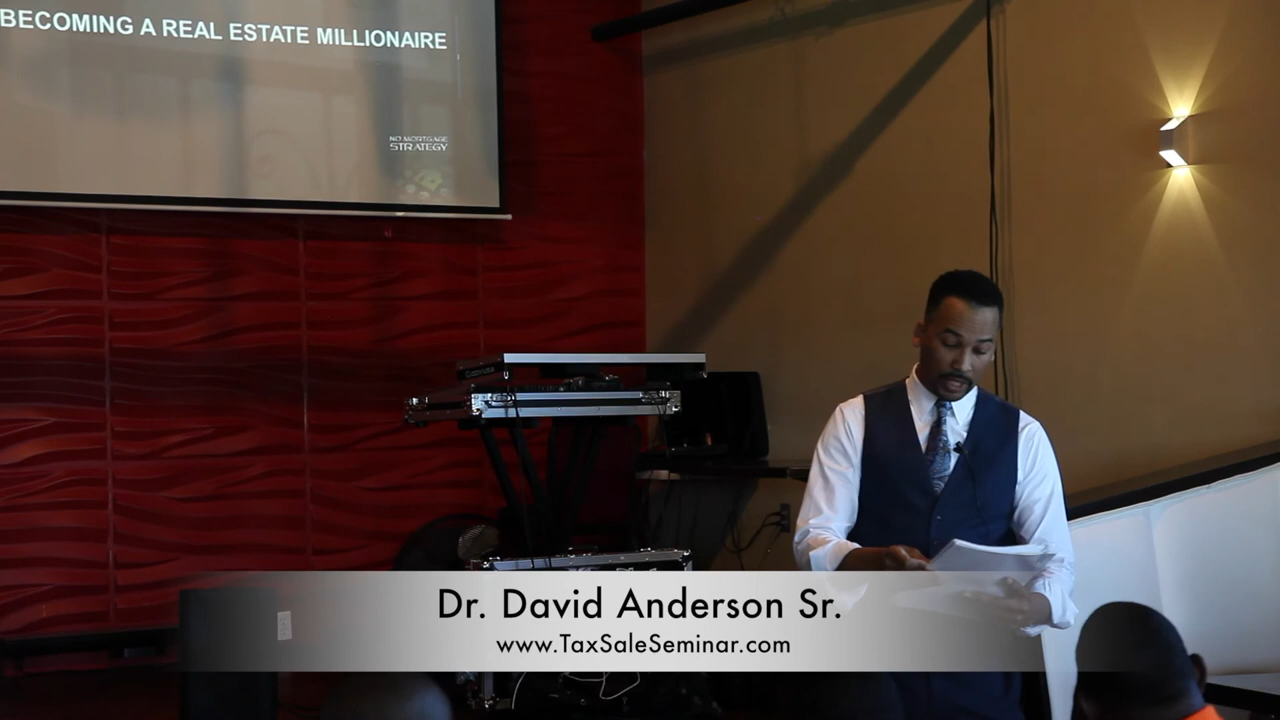 BECOMING A REAL ESTATE MILLIONAIRE
NO MORTGAGE
STRATEGY
Dr. David Anderson Sr.
www.TaxSaleSeminar.com